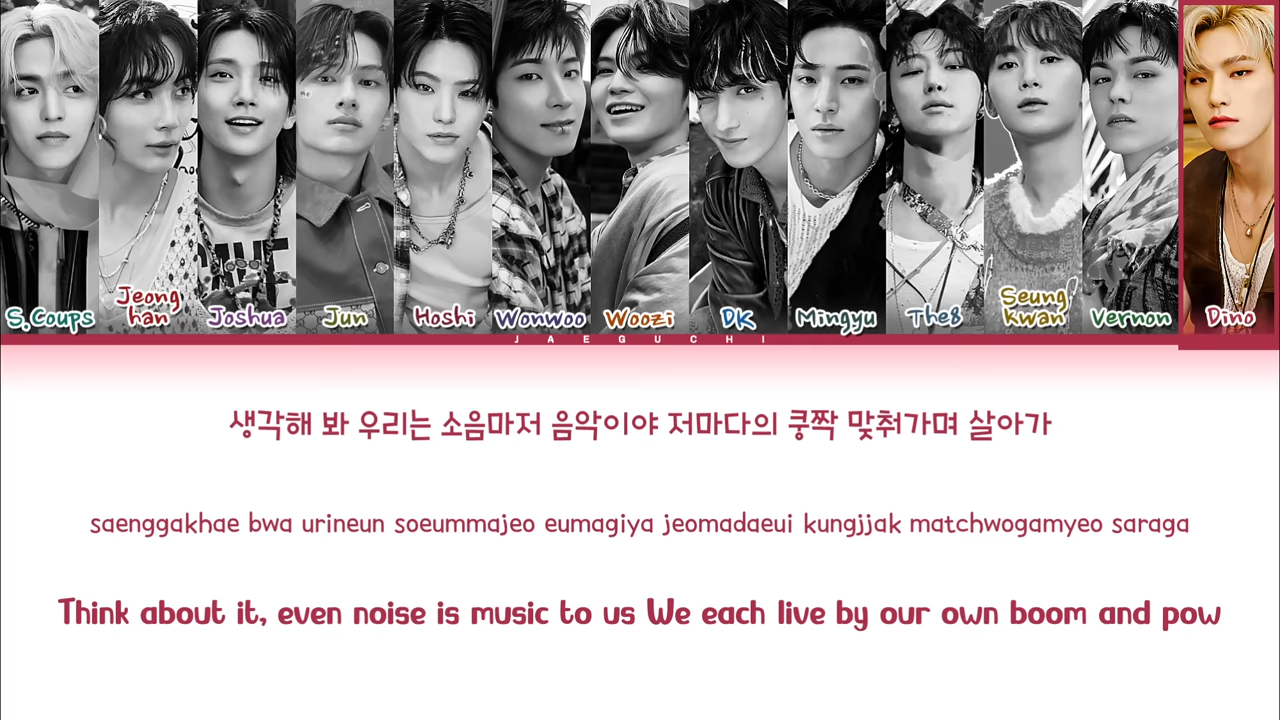 S.Coups
Jeong
han
Joshua
Jun
Hoshi
Wonwoo
Woozi
DK
Mingyu
The8
Seung
kwan
Vernon
Dino
JAEGUCHI
생각해 봐 우리는 소음마저 음악이야 저마다의 쿵짝 맞춰가며 살아가
saenggakhae bwa urineun soeummajeo eumagiya jeomadaeui kungjjak matchwogamyeo saraga
Think about it, even noise is music to us We each live by our own boom and pow